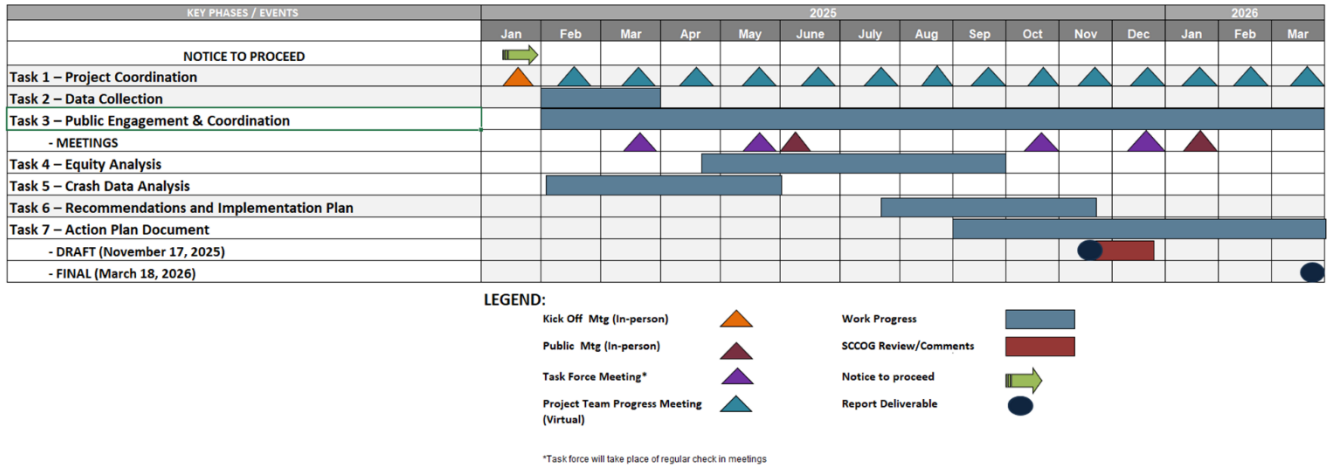 KEY PHASES / EVENTS 2025 2026
Jan Feb Mar Apr May June July Aug Sep Oct Nov Dec Jan Feb Mar
NOTICE TO PROCEED
Task 1 – Project Coordination
Task 2 – Data Collection
Task 3 – Public Engagement & Coordination
- MEETINGS
Task 4 – Equity Analysis
Task 5 – Crash Data Analysis
Task 6 – Recommendations and Implementation Plan
Task 7 – Action Plan Document
- DRAFT (November 17, 2025)
- FINAL (March 18, 2026)
LEGEND:
Kick Off Mtg (In-person) Work Progress
Public Mtg (In-person) SCCOG Review/Comments
Task Force Meeting* Notice to proceed
Project Team Progress Meeting Report Deliverable
(Virtual)
*Task force will take place of regular check in meetings